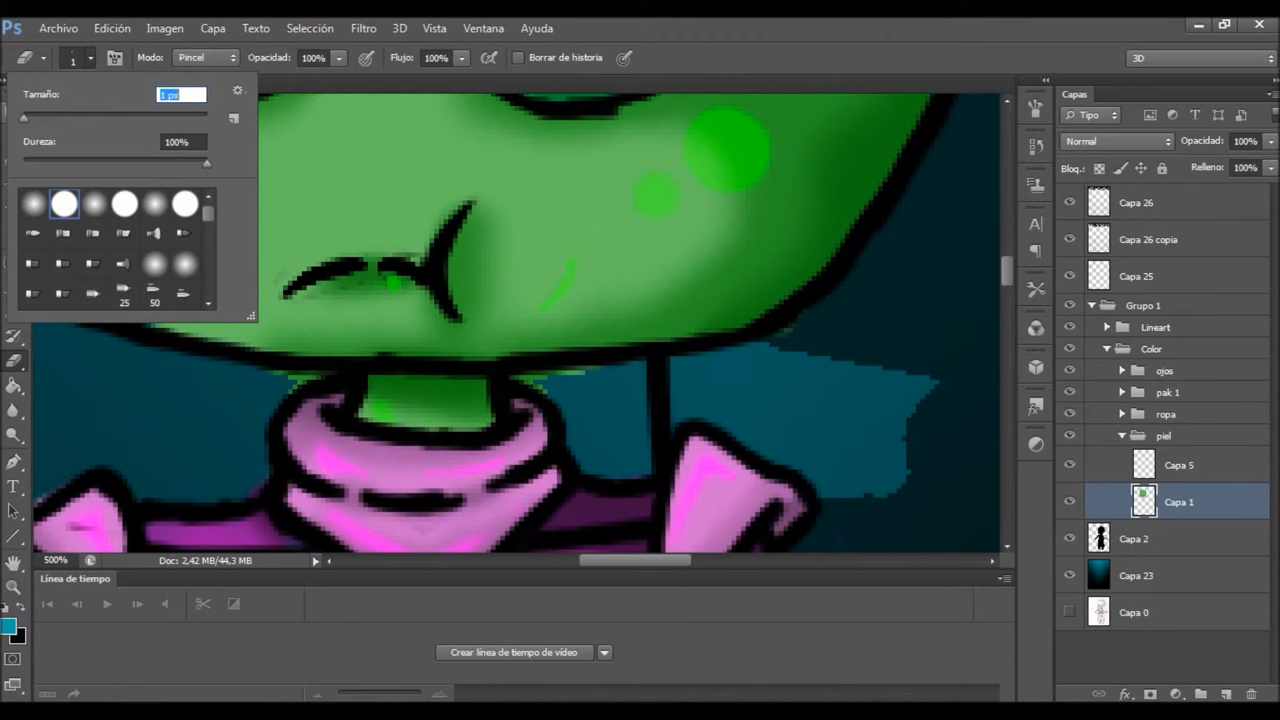 Ps Archivo Edición Imagen Capa Texto Selección Filtro 3D Vista Ventana Ayuda
1 Modo: Pincel Opacidad: 100% Flujo: 100% Borrar de historia 3D
Tamaño: 1 px
Dureza: 100%
25 50
Capas
Tipo
Normal Opacidad: 100%
Bloq.: Relleno: 100%
Capa 26
Capa 26 copia
Capa 25
Grupo 1
Lineart
Color
ojos
pak 1
ropa
piel
Capa 5
Capa 1
Capa 2
Capa 23
Capa 0
500% Doc: 2,42 MB/44,3 MB
Línea de tiempo
Crear línea de tiempo de vídeo